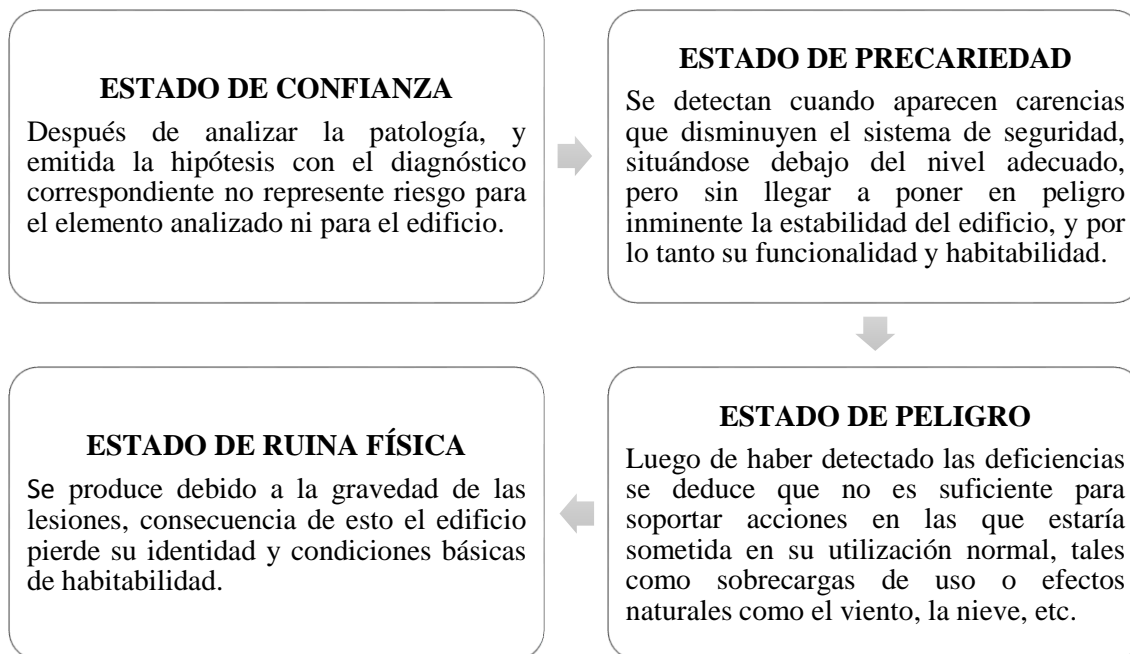 ESTADO DE CONFIANZA
Después de analizar la patología, y
emitida la hipótesis con el diagnóstico
correspondiente no represente riesgo para
el elemento analizado ni para el edificio.
ESTADO DE PRECARIEDAD
Se detectan cuando aparecen carencias
que disminuyen el sistema de seguridad,
situándose debajo del nivel adecuado,
pero sin llegar a poner en peligro
inminente la estabilidad del edificio, y por
lo tanto su funcionalidad y habitabilidad.
ESTADO DE PELIGRO
Luego de haber detectado las deficiencias
se deduce que no es suficiente para
soportar acciones en las que estaría
sometida en su utilización normal, tales
como sobrecargas de uso o efectos
naturales como el viento, la nieve, etc.
ESTADO DE RUINA FÍSICA
Se produce debido a la gravedad de las
lesiones, consecuencia de esto el edificio
pierde su identidad y condiciones básicas
de habitabilidad.